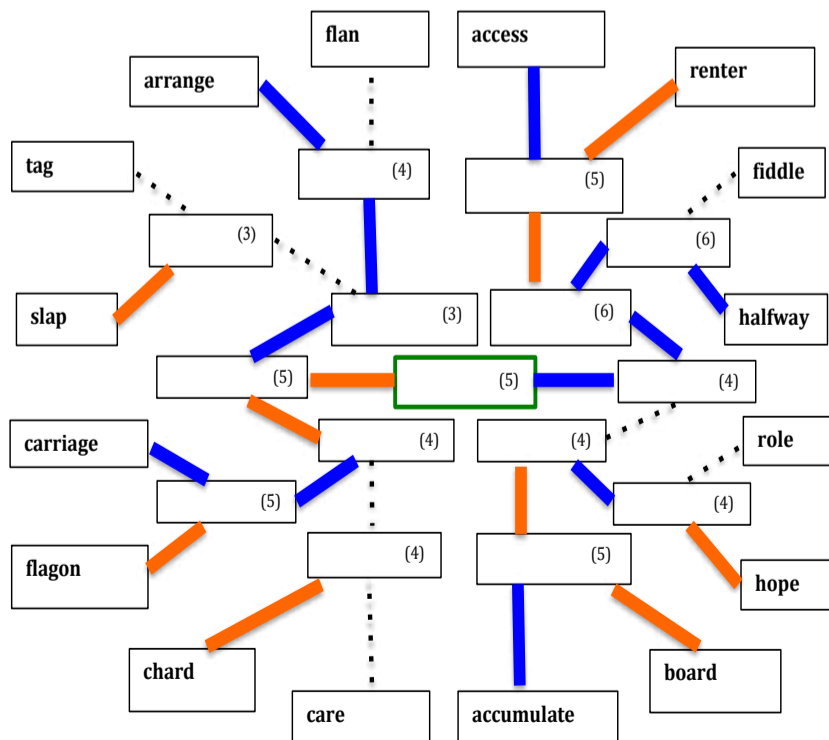 flan
access
arrange
renter
tag
(4)
(5)
fiddle
(3)
(6)
slap
(3)
(6)
halfway
(5)
(5)
(4)
carriage
(4)
(4)
role
(5)
(4)
flagon
(4)
(5)
hope
chard
board
care
accumulate